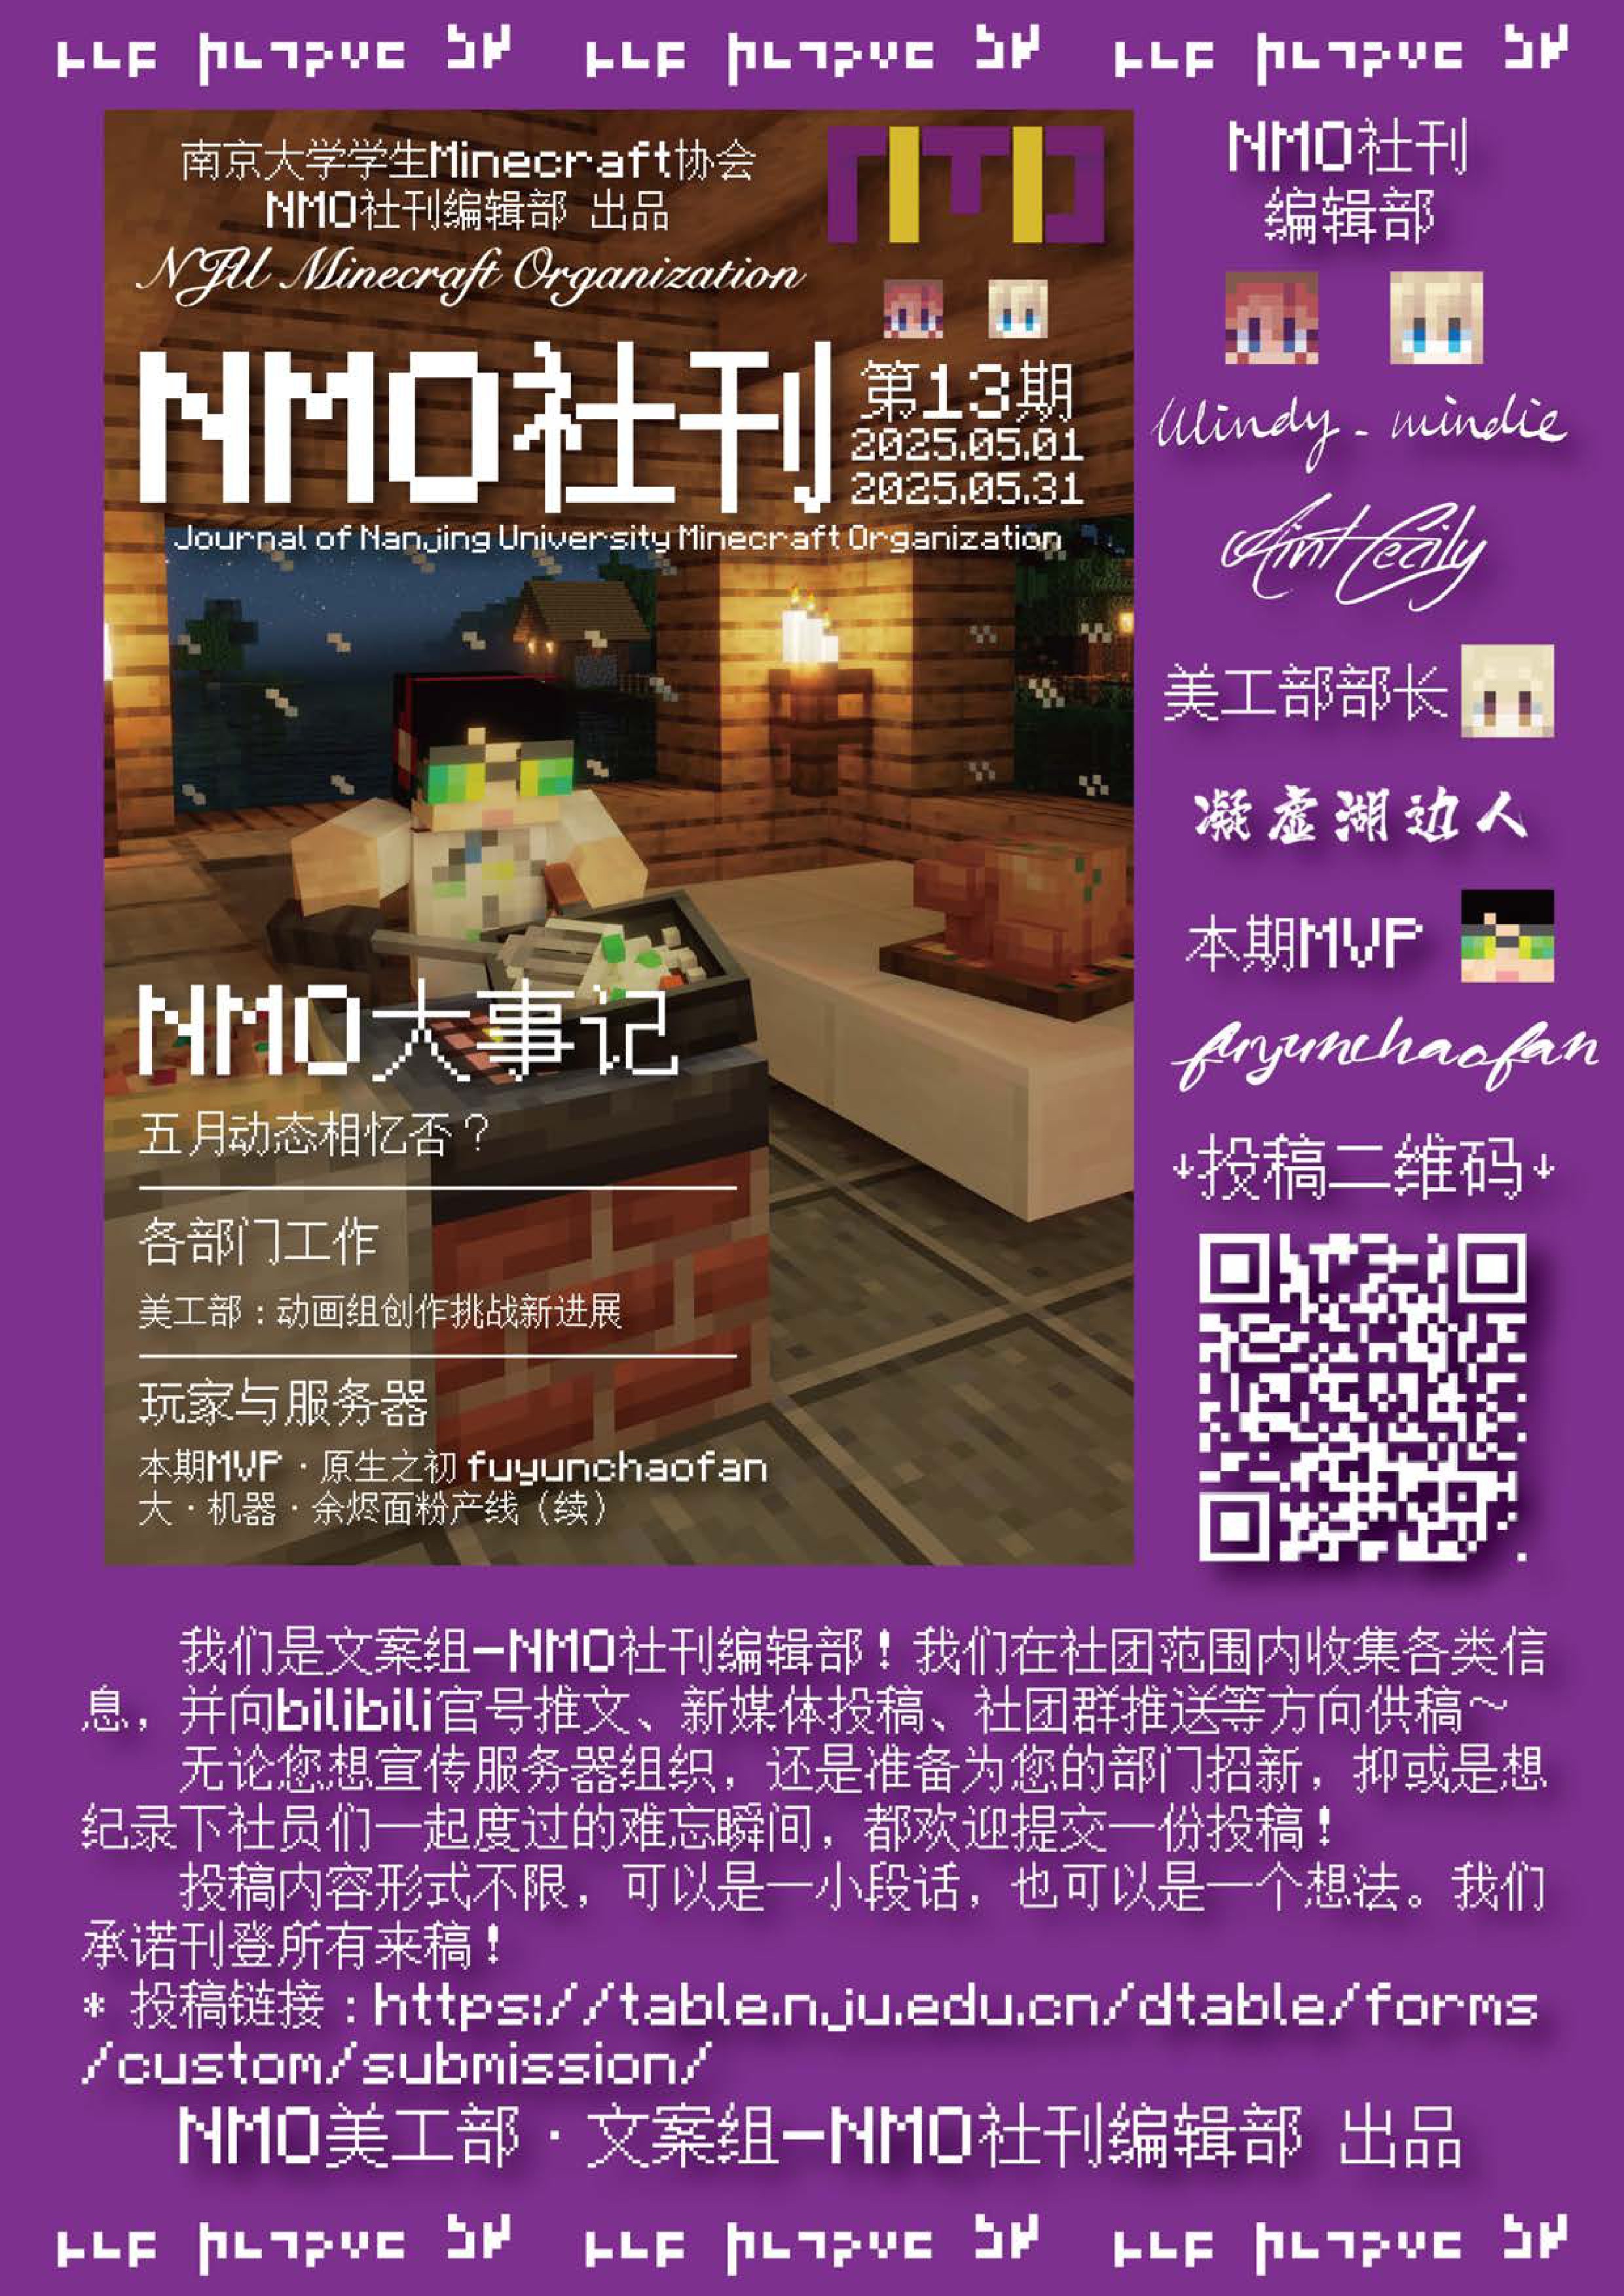 南京大学学生Minecraft协会
NMO社刊编辑部 出品
NJU Minecraft Organization
NMO
NMO社刊
第13期
2025.05.01
2025.05.31
Journal of Nanjing University Minecraft Organization
NMO大事记
五月动态相忆否？
各部门工作
美工部：动画组创作挑战新进展
玩家与服务器
本期MVP · 原生之初 fuyunchaofan
大 · 机器 · 余烬面粉产线（续）
NMO社刊
编辑部
Windy_mindie
AintCecily
美工部部长
凝虚湖边人
本期MVP
fuyunchaofan
↓投稿二维码↓
我们是文案组-NMO社刊编辑部！我们在社团范围内收集各类信
息，并向bilibili官号推文、新媒体投稿、社团群推送等方向供稿～
无论您想宣传服务器组织，还是准备为您的部门招新，抑或是想
纪录下社员们一起度过的难忘瞬间，都欢迎提交一份投稿！
投稿内容形式不限，可以是一小段话，也可以是一个想法。我们
承诺刊登所有来稿！
* 投稿链接：https://table.nju.edu.cn/dtable/forms
/custom/submission/
NMO美工部 · 文案组-NMO社刊编辑部 出品